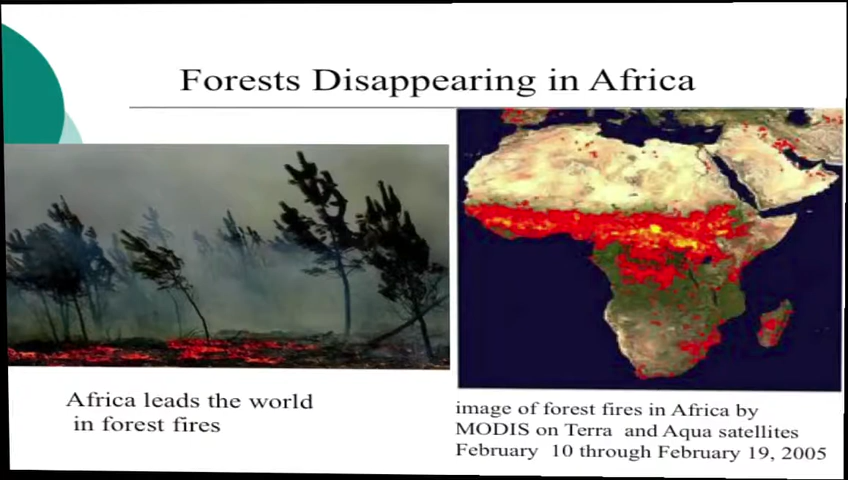 Forests Disappearing in Africa
Africa leads the world
in forest fires
image of forest fires in Africa by
MODIS on Terra and Aqua satellites
February 10 through February 19, 2005